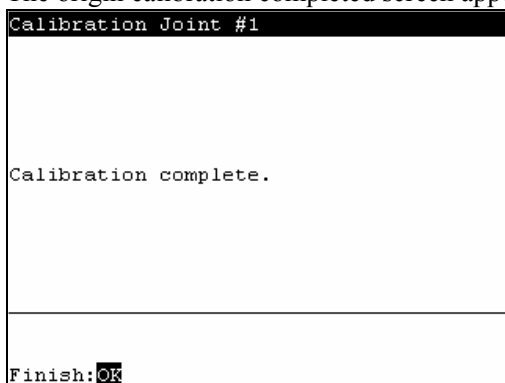 The origin calibration completed screen app
Calibration Joint #1
Calibration complete.
Finish:OK